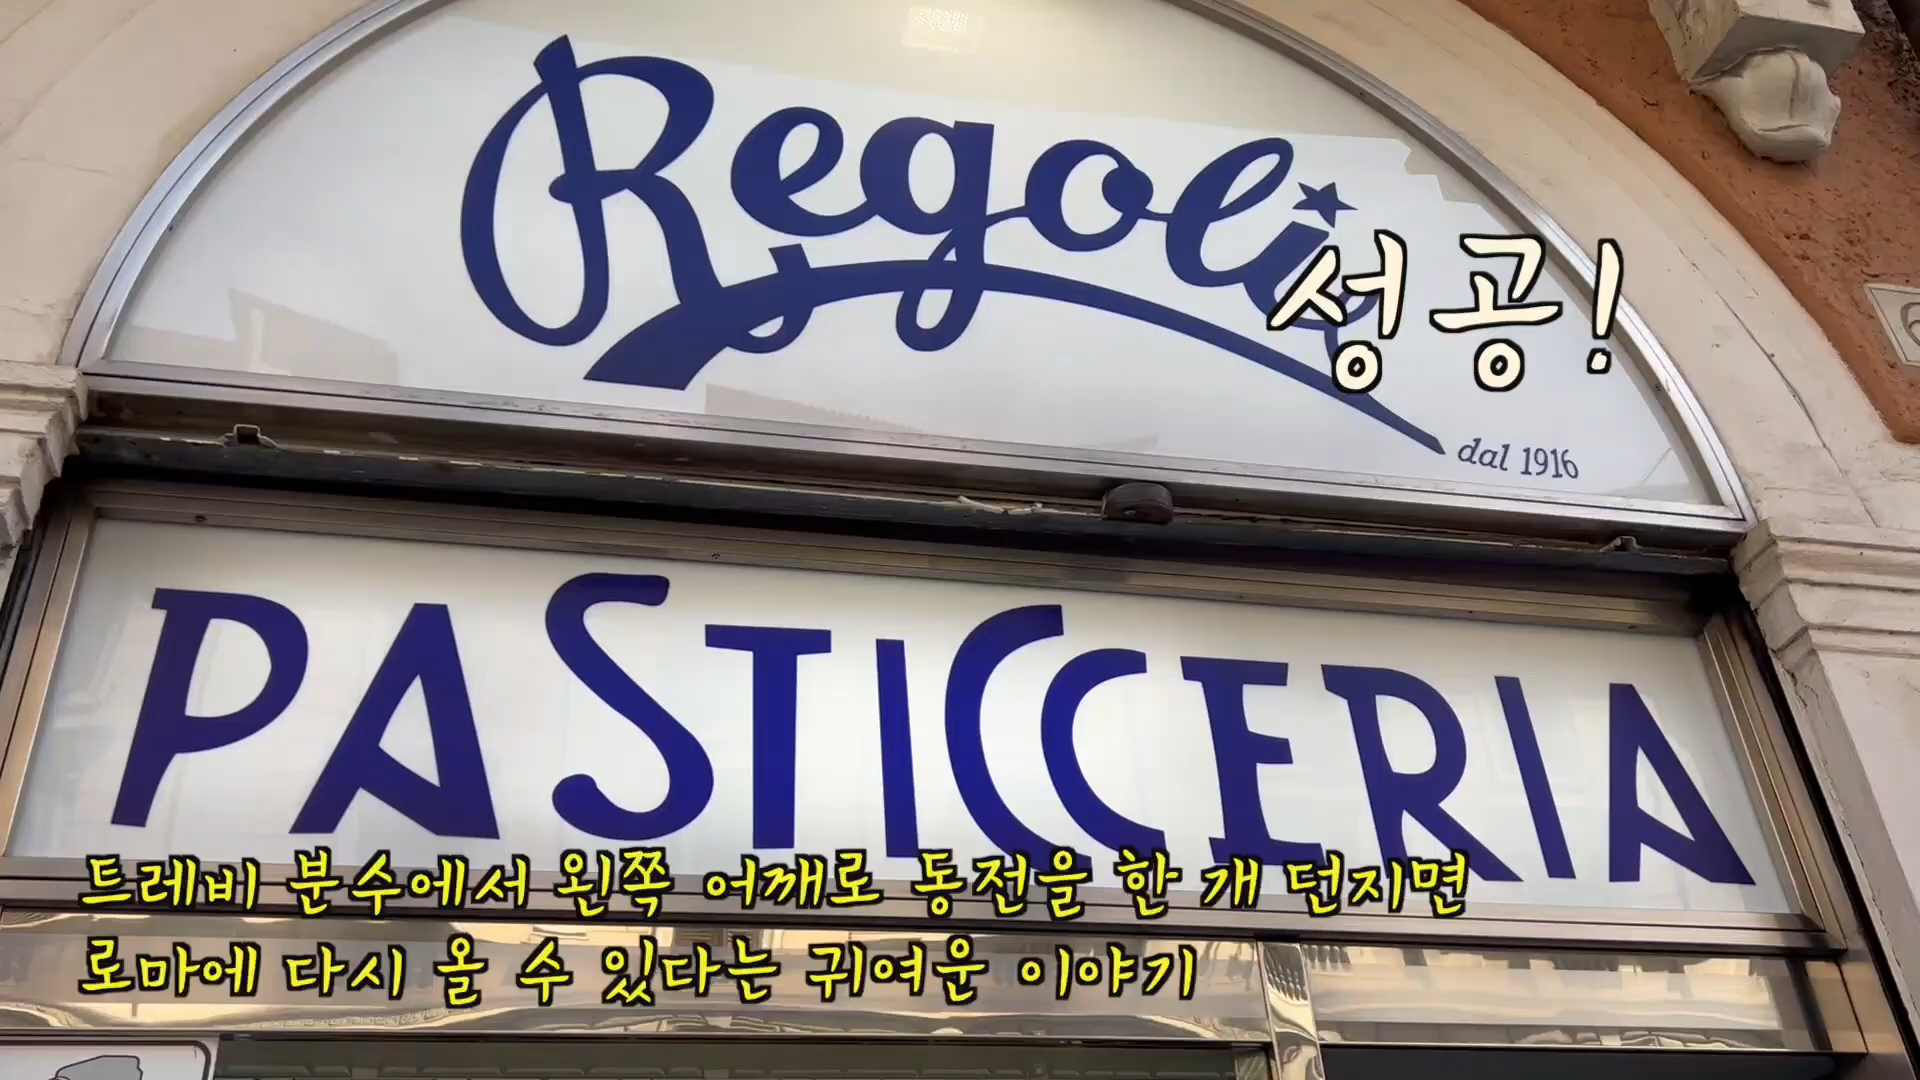 Regoli
성공!
dal 1916
PASTICCERIA
트레비 분수에서 왼쪽 어깨로 동전을 한 개 던지면
로마에 다시 올 수 있다는 귀여운 이야기